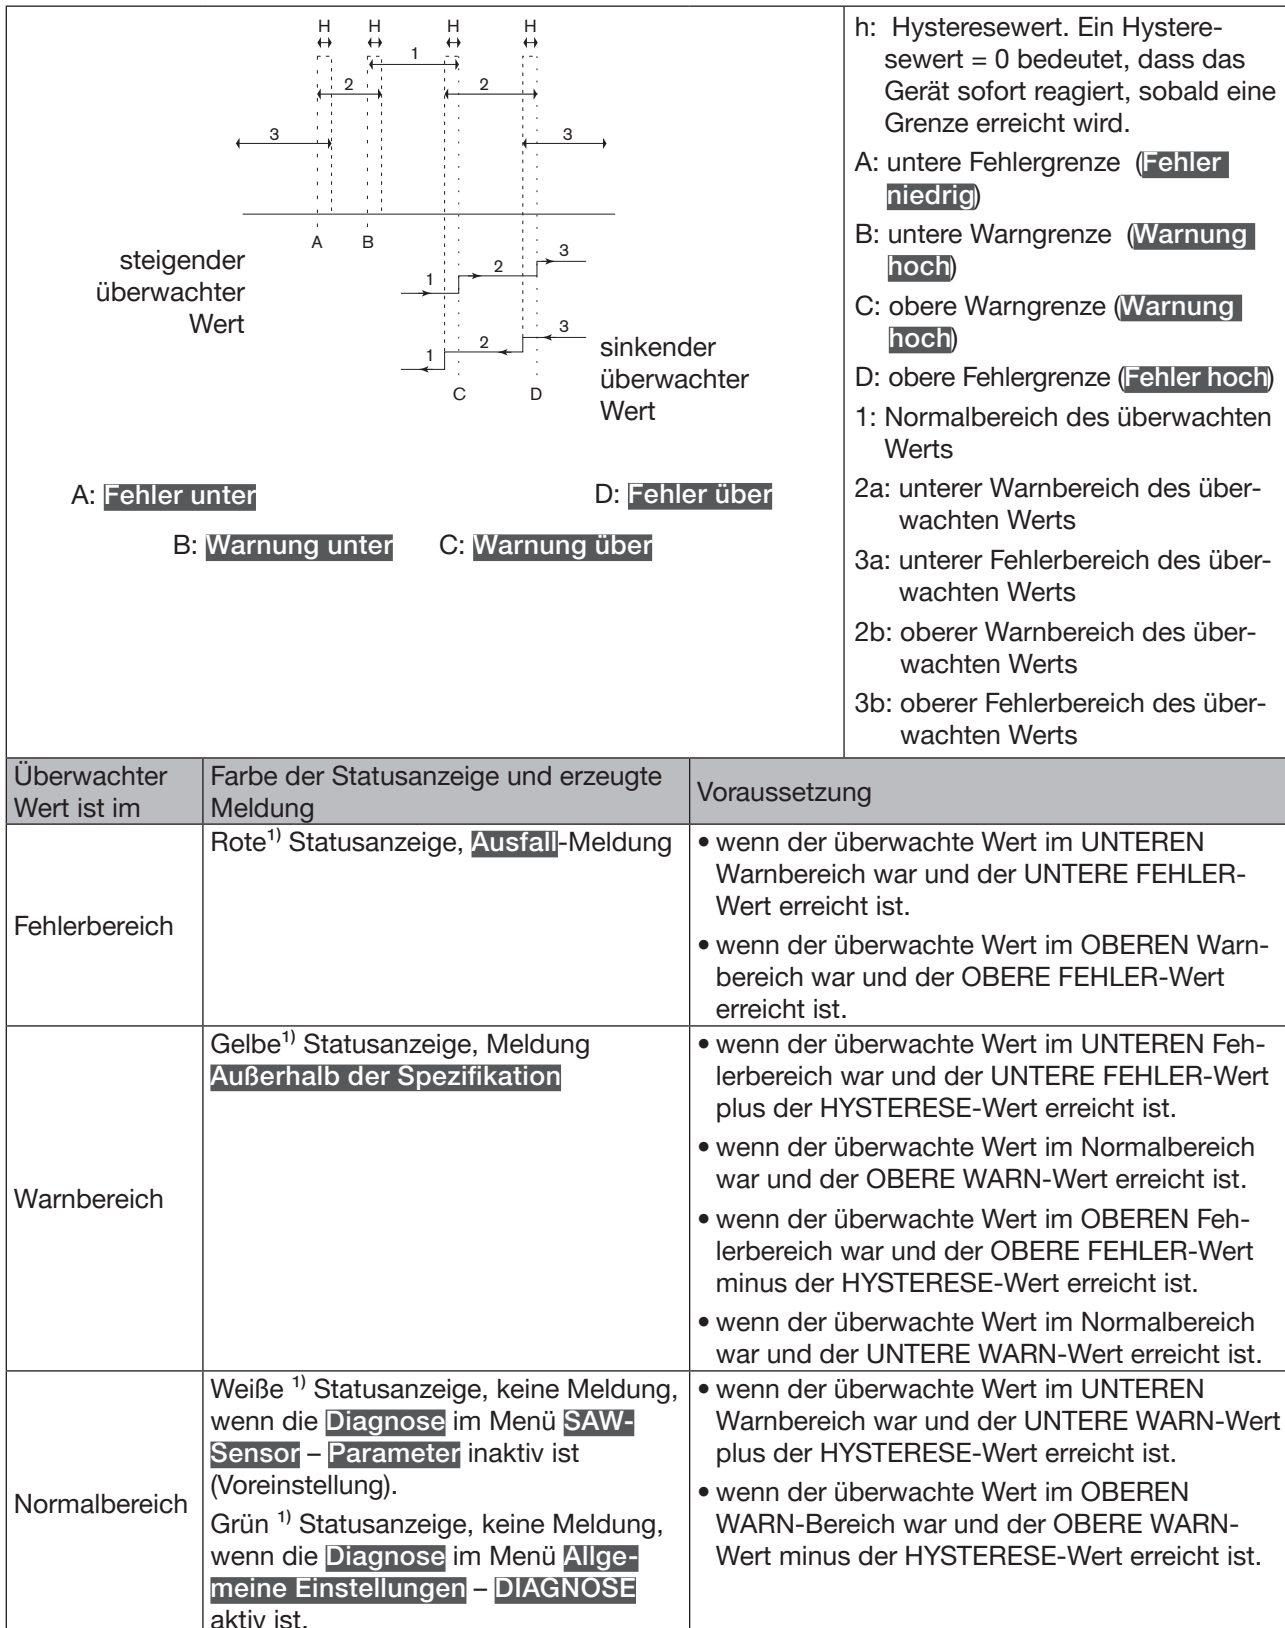 H H H H
1
2 2
3 3
A B
steigender
überwachter
Wert
1 2 3
1 2 3
sinkender
überwachter
Wert
C D
A: Fehler unter D: Fehler über
B: Warnung unter C: Warnung über
h: Hysteresewert. Ein Hystere-
sewert = 0 bedeutet, dass das
Gerät sofort reagiert, sobald eine
Grenze erreicht wird.
A: untere Fehlergrenze (Fehler
niedrig)
B: untere Warngrenze (Warnung
hoch)
C: obere Warngrenze (Warnung
hoch)
D: obere Fehlergrenze (Fehler hoch)
1: Normalbereich des überwachten
Werts
2a: unterer Warnbereich des über-
wachten Werts
3a: unterer Fehlerbereich des über-
wachten Werts
2b: oberer Warnbereich des über-
wachten Werts
3b: oberer Fehlerbereich des über-
wachten Werts
Überwachter
Wert ist im
Farbe der Statusanzeige und erzeugte
Meldung
Voraussetzung
Fehlerbereich
Rote1) Statusanzeige, Ausfall-Meldung
• wenn der überwachte Wert im UNTEREN
Warnbereich war und der UNTERE FEHLER-
Wert erreicht ist.
• wenn der überwachte Wert im OBEREN Warn-
bereich war und der OBERE FEHLER-Wert
erreicht ist.
Warnbereich
Gelbe1) Statusanzeige, Meldung
Außerhalb der Spezifikation
• wenn der überwachte Wert im UNTEREN Feh-
lerbereich war und der UNTERE FEHLER-Wert
plus der HYSTERESE-Wert erreicht ist.
• wenn der überwachte Wert im Normalbereich
war und der OBERE WARN-Wert erreicht ist.
• wenn der überwachte Wert im OBEREN Feh-
lerbereich war und der OBERE FEHLER-Wert
minus der HYSTERESE-Wert erreicht ist.
• wenn der überwachte Wert im Normalbereich
war und der UNTERE WARN-Wert erreicht ist.
Normalbereich
Weiße 1) Statusanzeige, keine Meldung,
wenn die Diagnose im Menü SAW-
Sensor – Parameter inaktiv ist
(Voreinstellung).
Grün 1) Statusanzeige, keine Meldung,
wenn die Diagnose im Menü Allge-
meine Einstellungen – DIAGNOSE
aktiv ist.
• wenn der überwachte Wert im UNTEREN
Warnbereich war und der UNTERE WARN-Wert
plus der HYSTERESE-Wert erreicht ist.
• wenn der überwachte Wert im OBEREN
WARN-Bereich war und der OBERE WARN-
Wert minus der HYSTERESE-Wert erreicht ist.